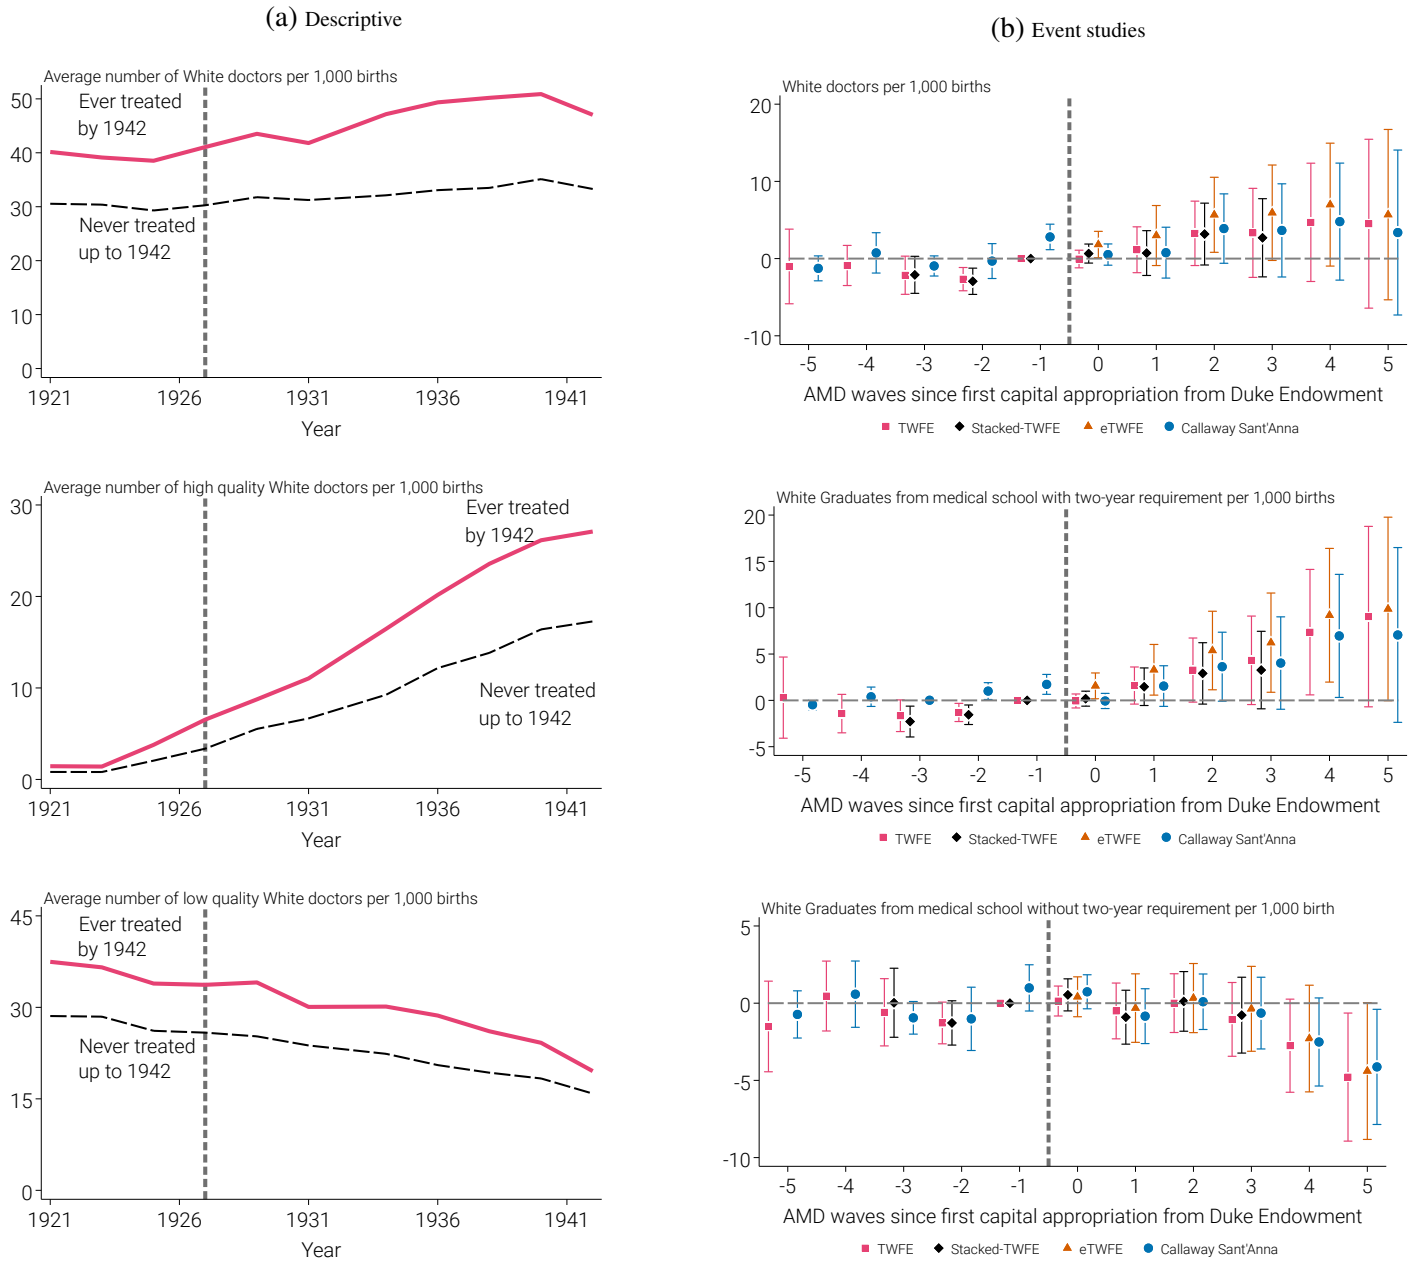 (a) Descriptive
Average number of White doctors per 1,000 births
Ever treated
by 1942
Never treated
up to 1942
50
40
30
20
10
0
1921 1926 1931 1936 1941
Year
Average number of high quality White doctors per 1,000 births
Ever treated
by 1942
Never treated
up to 1942
30
20
10
0
1921 1926 1931 1936 1941
Year
Average number of low quality White doctors per 1,000 births
Ever treated
by 1942
Never treated
up to 1942
45
30
15
0
1921 1926 1931 1936 1941
Year
(b) Event studies
White doctors per 1,000 births
20
10
0
-10
-5 -4 -3 -2 -1 0 1 2 3 4 5
AMD waves since first capital appropriation from Duke Endowment
TWFE Stacked-TWFE eTWFE Callaway Sant'Anna
White Graduates from medical school with two-year requirement per 1,000 births
20
15
10
5
0
-5
-5 -4 -3 -2 -1 0 1 2 3 4 5
AMD waves since first capital appropriation from Duke Endowment
TWFE Stacked-TWFE eTWFE Callaway Sant'Anna
White Graduates from medical school without two-year requirement per 1,000 birth
5
0
-5
-10
-5 -4 -3 -2 -1 0 1 2 3 4 5
AMD waves since first capital appropriation from Duke Endowment
TWFE Stacked-TWFE eTWFE Callaway Sant'Anna